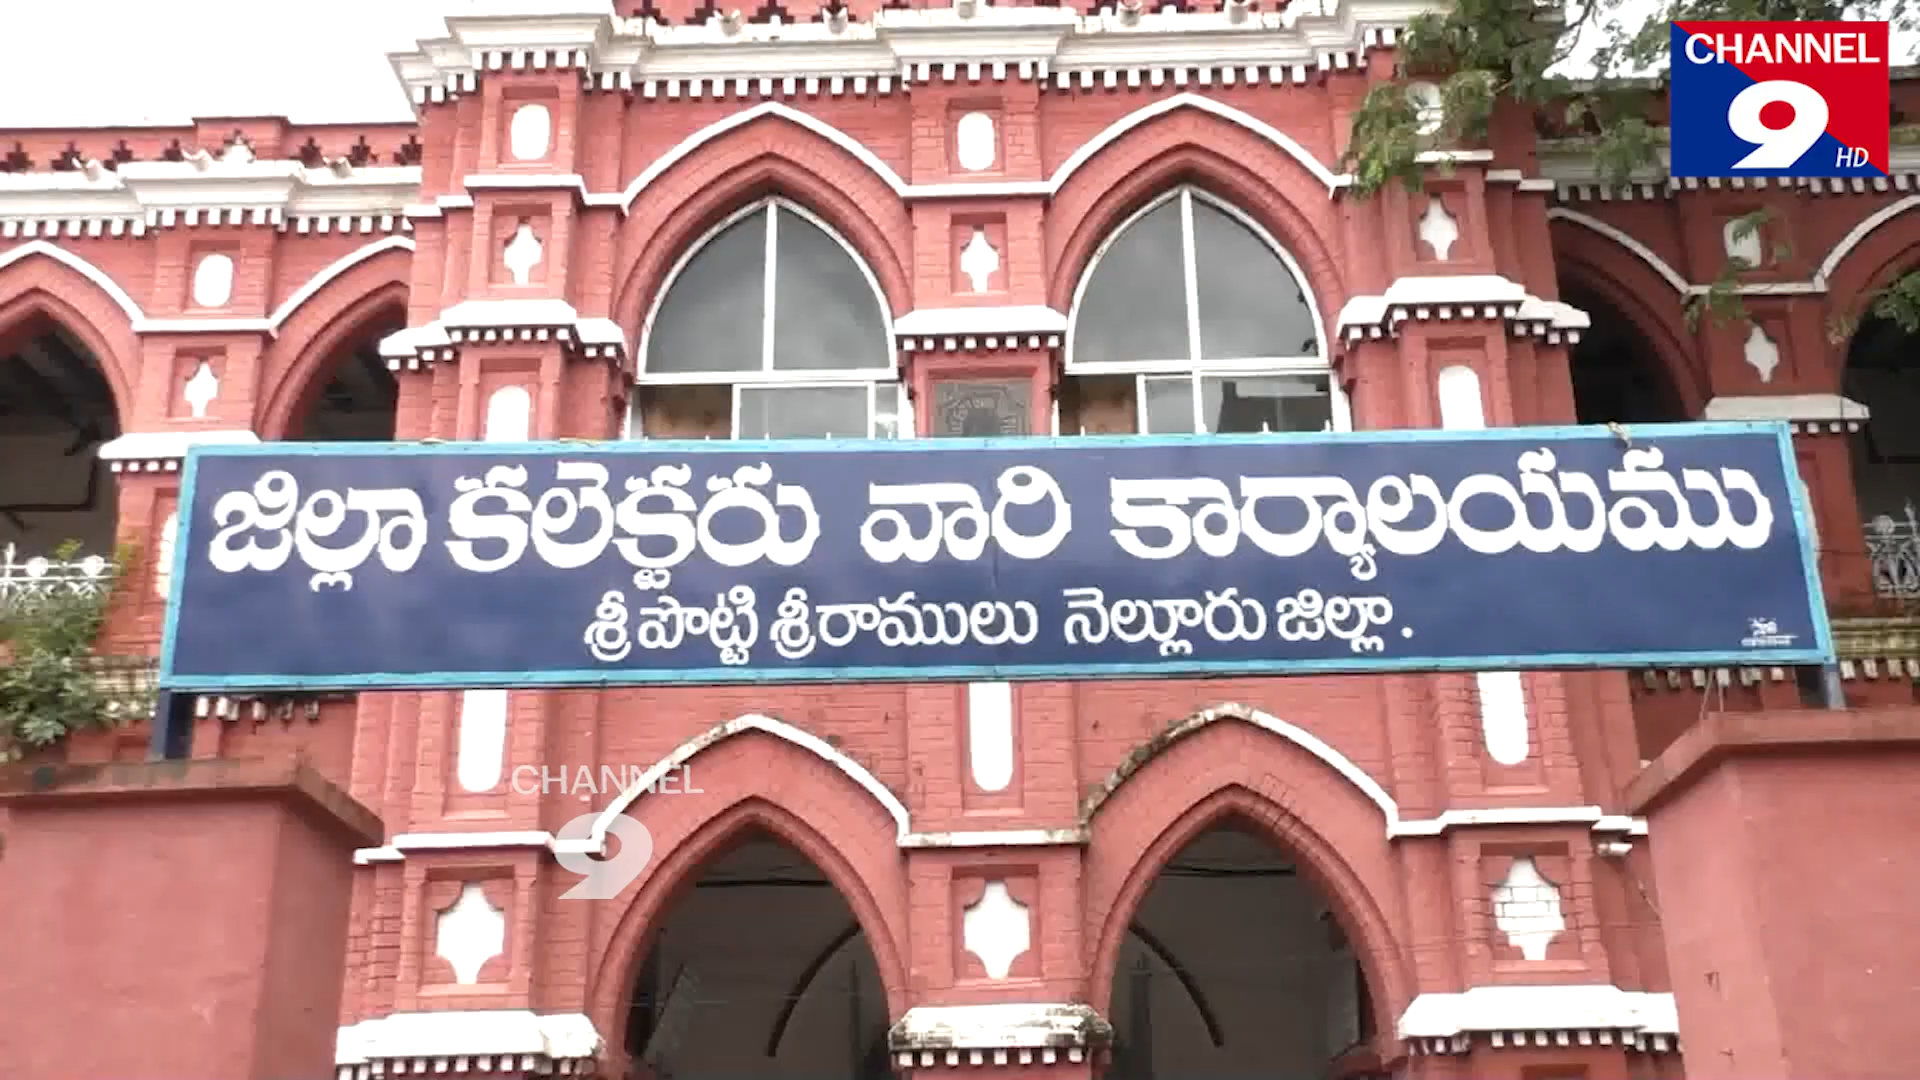 CHANNEL
9
HD
జిల్లా కలెక్టరు వారి కార్యాలయము
శ్రీ పొట్టి శ్రీరాములు నెల్లూరు జిల్లా.
CHANNEL
9